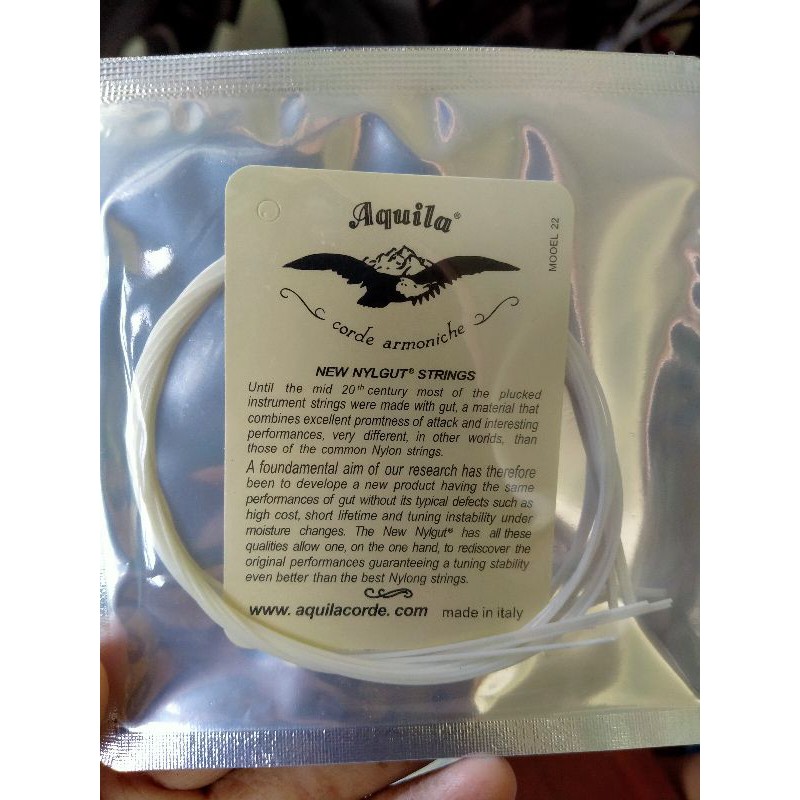 Aquila®
MODEL 22
corde armoniche
NEW NYLGUT® STRINGS
Until the mid 20th century most of the plucked
instrument strings were made with gut, a material that
combines excellent promtness of attack and interesting
performances, very different, in other worlds, than
those of the common Nylon strings.
A foundamental aim of our research has therefore
been to develope a new product having the same
performances of gut without its typical defects such as
high cost, short lifetime and tuning instability under
moisture changes. The New Nylgut® has all these
qualities allow one, on the one hand, to rediscover the
original performances guaranteeing a tuning stability
even better than the best Nylong strings.
www. aquilacorde. com made in italy